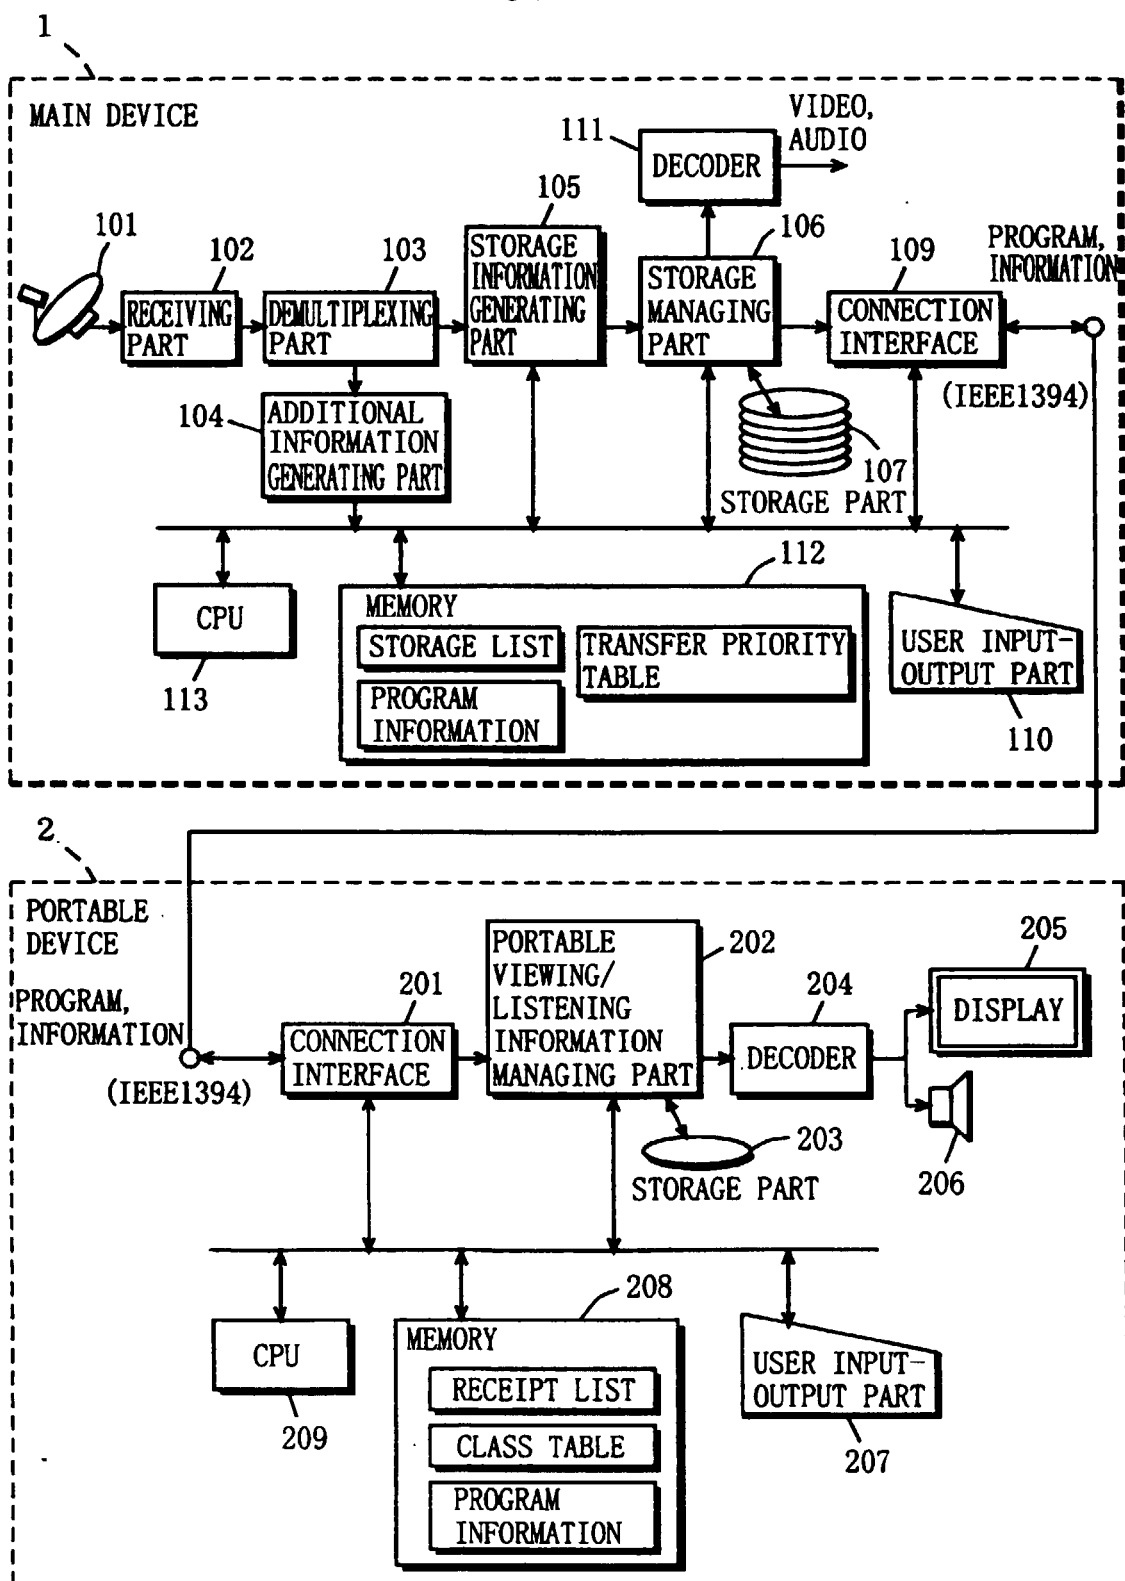 1
MAIN DEVICE
VIDEO,
AUDIO
111
DECODER
101
102
103
105
106
109
PROGRAM,
INFORMATION
RECEIVING
PART
DEMULTIPLEXING
PART
STORAGE
INFORMATION
GENERATING
PART
STORAGE
MANAGING
PART
CONNECTION
INTERFACE
(IEEE1394)
104
ADDITIONAL
INFORMATION
GENERATING PART
107
STORAGE PART
112
CPU
113
MEMORY
STORAGE LIST
TRANSFER PRIORITY
TABLE
PROGRAM
INFORMATION
USER INPUT-
OUTPUT PART
110
2
PORTABLE
DEVICE
PROGRAM,
INFORMATION
(IEEE1394)
201
CONNECTION
INTERFACE
202
PORTABLE
VIEWING/
LISTENING
INFORMATION
MANAGING PART
204
DECODER
205
DISPLAY
206
203
STORAGE PART
208
CPU
209
MEMORY
RECEIPT LIST
CLASS TABLE
PROGRAM
INFORMATION
USER INPUT-
OUTPUT PART
207